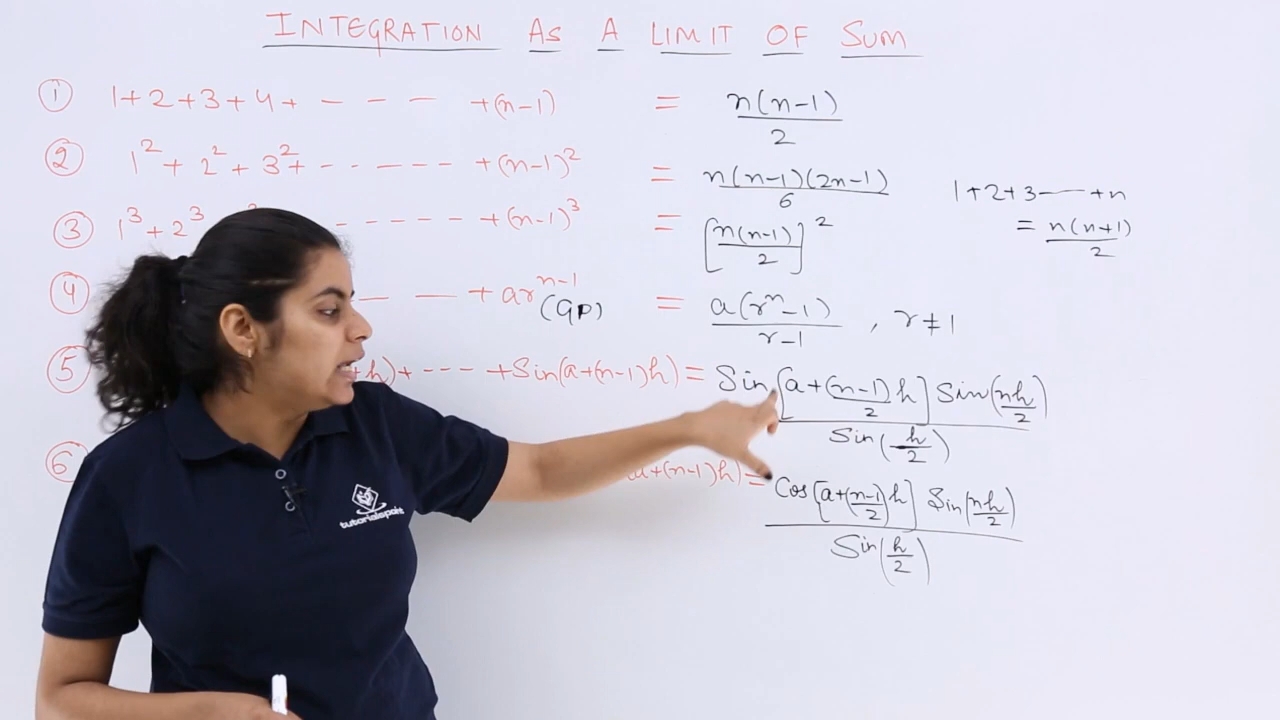 INTEGRATION AS A LIMIT OF SUM
① 1+2+3+4+ - - - - +(n-1) = n(n-1)/2
② 1² + 2² + 3² + - - - - - - +(n-1)² = n(n-1)(2n-1)/6
1+2+3 —— +n
= n(n+1)/2
③ 1³ + 2³ - - - - - - +(n-1)³ = [n(n-1)/2]²
④ — — + arⁿ⁻¹ (GP) = a(rⁿ-1)/r-1 , r≠1
⑤ +h)+ - - - - +Sin(a+(n-1)h) = Sin[a+(n-1)/2 h] Sin(nh/2) / Sin(h/2)
⑥ a+(n-1)h) = Cos[a+(n-1)/2 h] Sin(nh/2) / Sin(h/2)
tutorialspoint